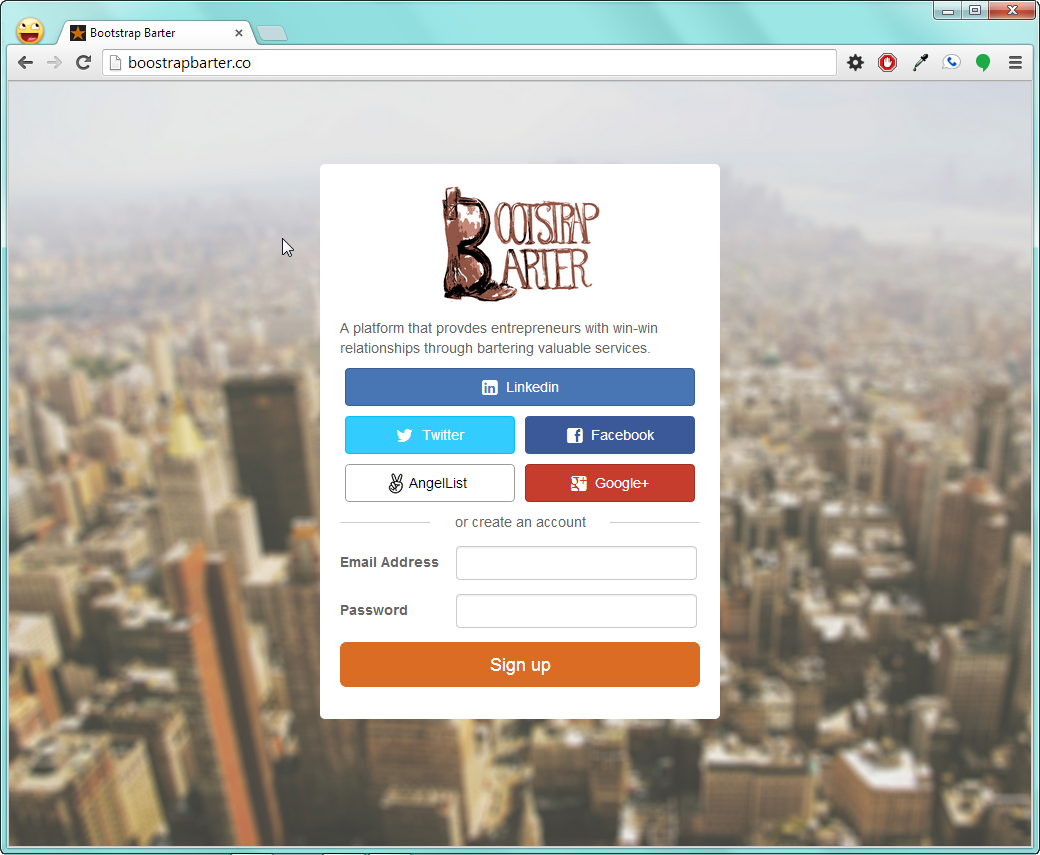 Bootstrap Barter
boostrapbarter.co
BOOTSTRAP
BARTER
A platform that provdes entrepreneurs with win-win
relationships through bartering valuable services.
Linkedin
Twitter
Facebook
AngelList
Google+
or create an account
Email Address
Password
Sign up